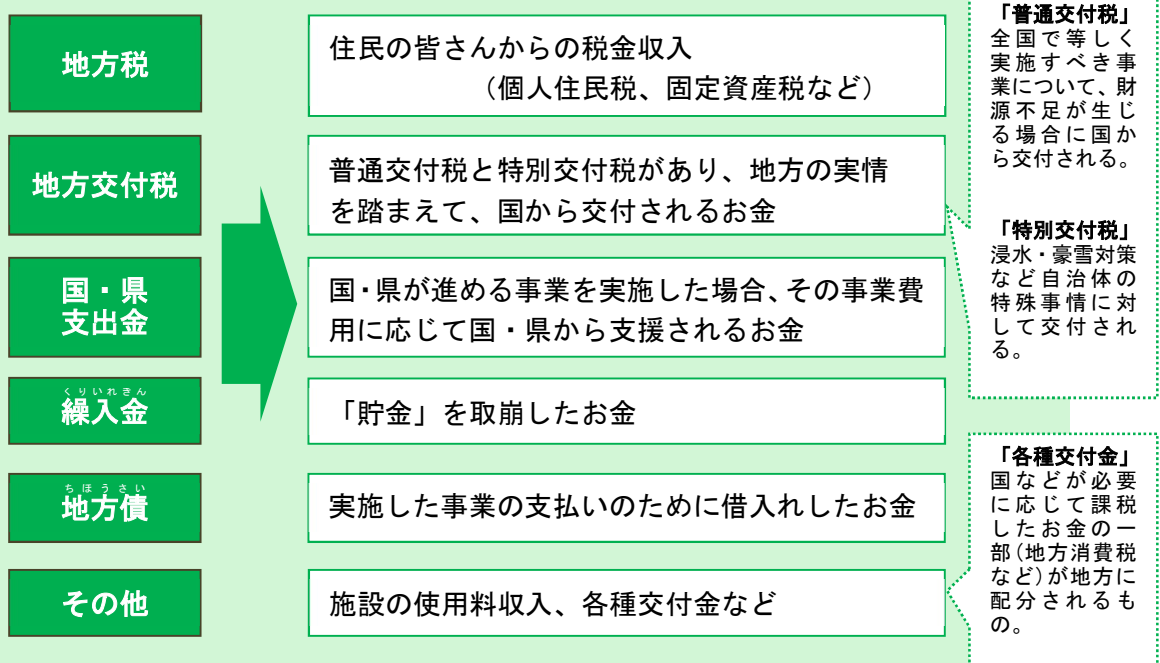 地方税
住民の皆さんからの税金収入
（個人住民税、固定資産税など）
地方交付税
普通交付税と特別交付税があり、地方の実情
を踏まえて、国から交付されるお金
国・県
支出金
国・県が進める事業を実施した場合、その事業費
用に応じて国・県から支援されるお金
くりいれきん
繰入金
「貯金」を取崩したお金
ちほうさい
地方債
実施した事業の支払いのために借入れしたお金
その他
施設の使用料収入、各種交付金など
「普通交付税」
全国で等しく
実施すべき事
業について、財
源不足が生じ
る場合に国か
ら交付される。
「特別交付税」
浸水・豪雪対策
など自治体の
特殊事情に対
して交付され
る。
「各種交付金」
国などが必要
に応じて課税
したお金の一
部(地方消費税
など)が地方に
配分されるも
の。